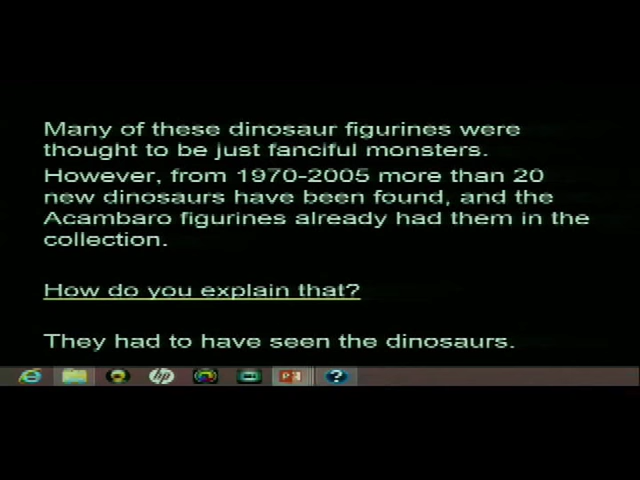 Many of these dinosaur figurines were
thought to be just fanciful monsters.
However, from 1970-2005 more than 20
new dinosaurs have been found, and the
Acambaro figurines already had them in the
collection.
How do you explain that?
They had to have seen the dinosaurs.
hp
?